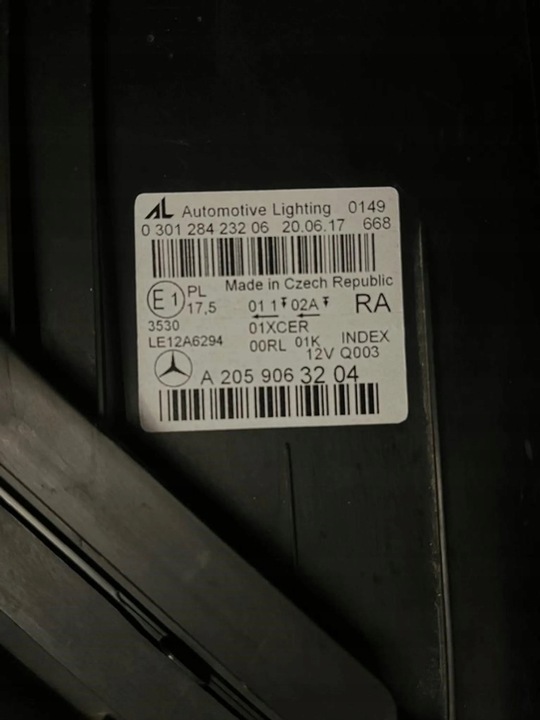 AL Automotive Lighting 0149
0 301 284 232 06 20.06.17 668
Made in Czech Republic
E1 PL 17,5 01 1 02A RA
3530 01XCER
LE12A6294 00RL 01K INDEX
12V Q003
A 205 906 32 04